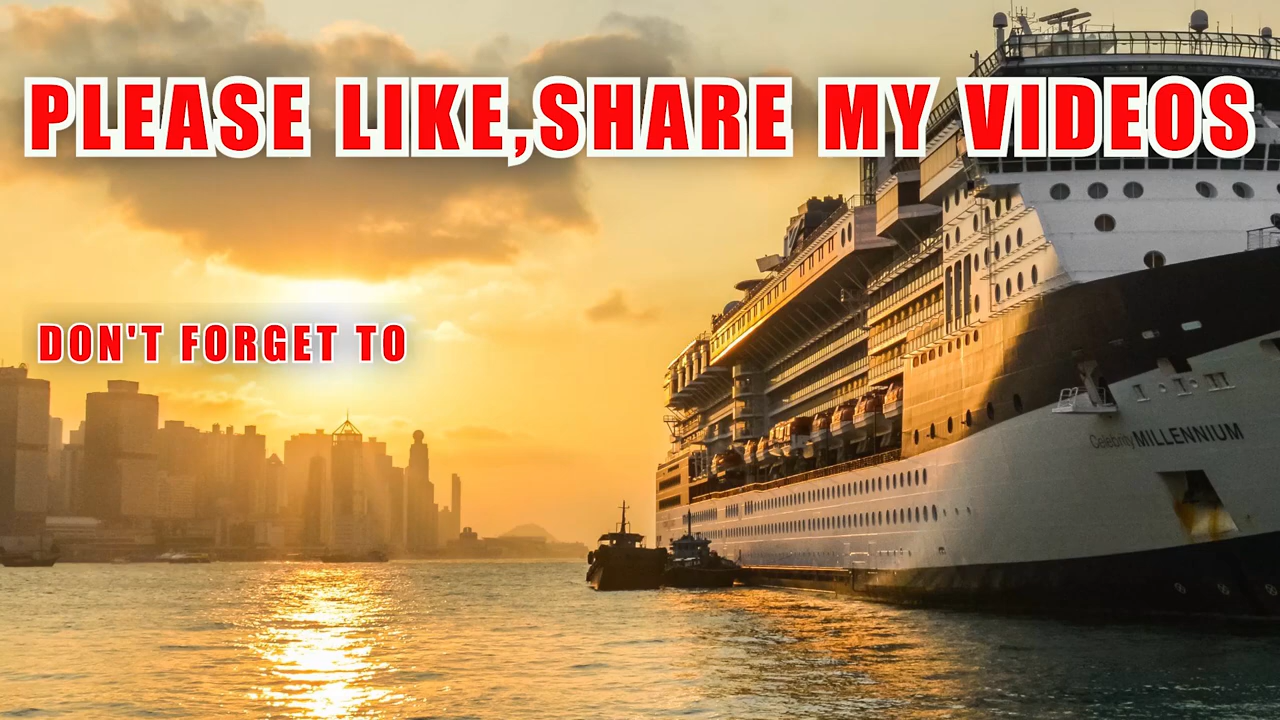 PLEASE LIKE,SHARE MY VIDEOS
DON'T FORGET TO
Celebrity MILLENNIUM